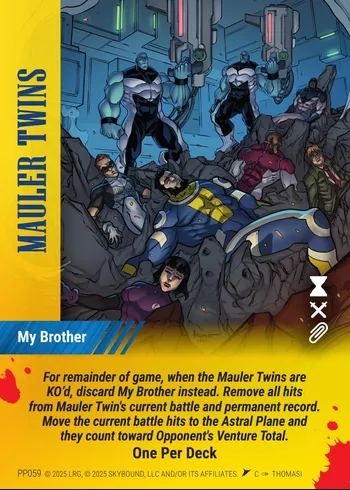 MAULER TWINS
My Brother
For remainder of game, when the Mauler Twins are
KO'd, discard My Brother instead. Remove all hits
from Mauler Twin's current battle and permanent record.
Move the current battle hits to the Astral Plane and
they count toward Opponent's Venture Total.
One Per Deck
PP059 © 2025 LRG, © 2025 SKYBOUND, LLC AND/OR ITS AFFILIATES. C THOMASI